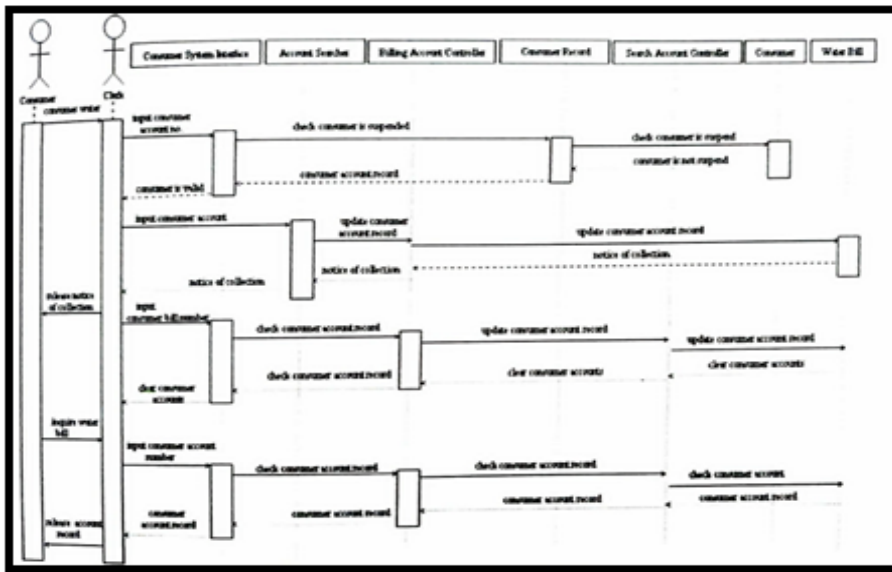 Consumer System Interface
Account Searcher
Billing Account Controller
Consumer Record
Search Account Controller
Consumer
Water Bill
Consumer
Clerk
consumer water
input consumer
account no.
check consumer is suspended
check consumer is suspend
consumer is not suspend
consumer account.record
consumer is valid
input consumer account
update consumer
account.record
update consumer account.record
notice of collection
notice of collection
notice of collection
release notice
of collection
input
consumer bill number
check consumer account.record
update consumer account.record
update consumer account.record
clear consumer accounts
clear consumer accounts
check consumer account.record
clear consumer
accounts
inquire water
bill
input consumer account
number
check consumer account.record
check consumer account.record
check consumer account
consumer account.record
consumer account.record
consumer account.record
consumer
account.record
release account
record